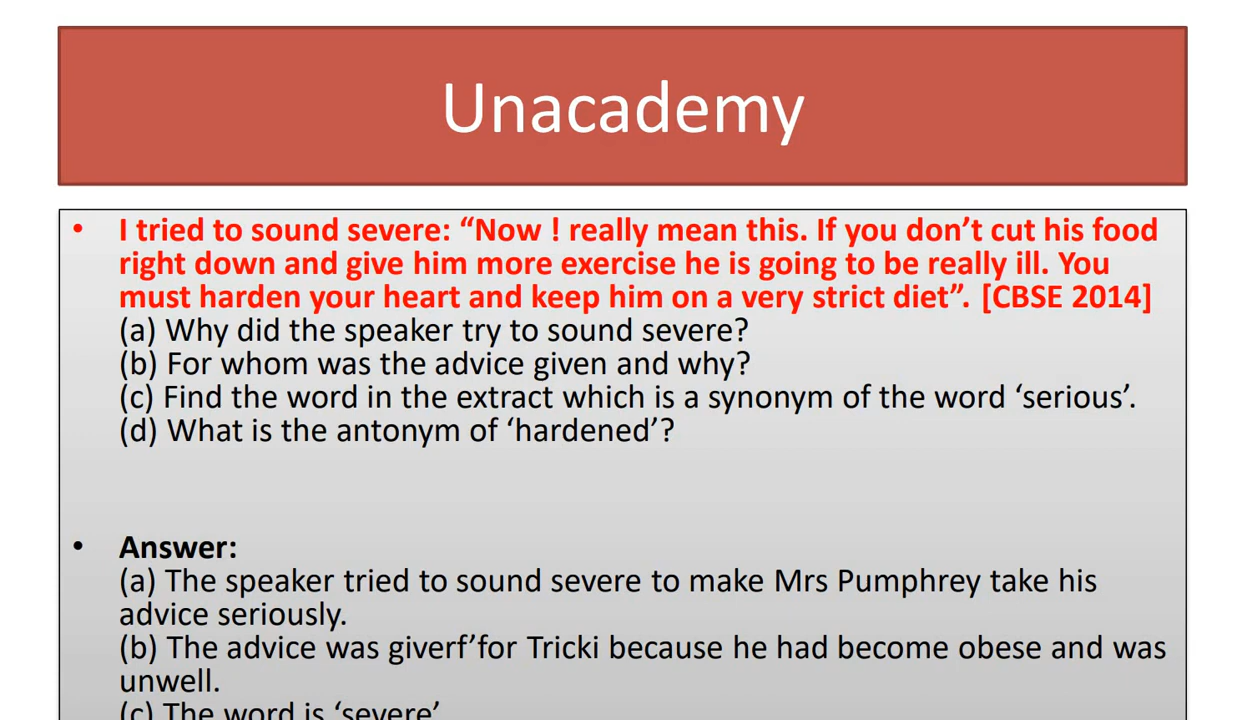 Unacademy
• I tried to sound severe: “Now ! really mean this. If you don’t cut his food
right down and give him more exercise he is going to be really ill. You
must harden your heart and keep him on a very strict diet”. [CBSE 2014]
(a) Why did the speaker try to sound severe?
(b) For whom was the advice given and why?
(c) Find the word in the extract which is a synonym of the word ‘serious’.
(d) What is the antonym of ‘hardened’?
• Answer:
(a) The speaker tried to sound severe to make Mrs Pumphrey take his
advice seriously.
(b) The advice was giverf’for Tricki because he had become obese and was
unwell.
(c) The word is ‘severe’